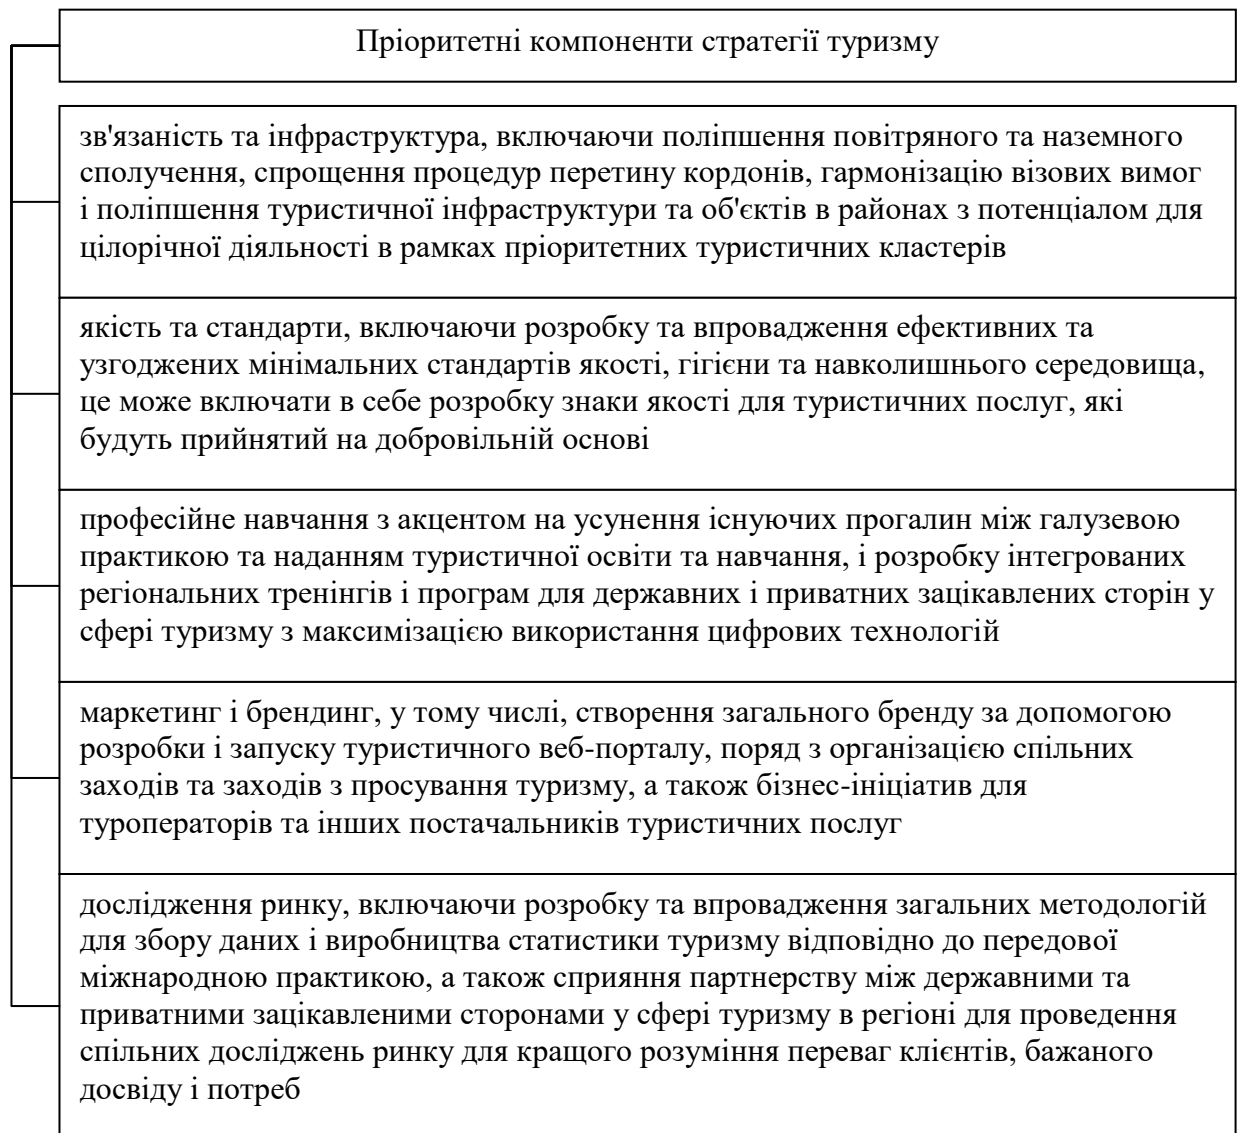 Пріоритетні компоненти стратегії туризму
зв'язаність та інфраструктура, включаючи поліпшення повітряного та наземного
сполучення, спрощення процедур перетину кордонів, гармонізацію візових вимог
і поліпшення туристичної інфраструктури та об'єктів в районах з потенціалом для
цілорічної діяльності в рамках пріоритетних туристичних кластерів
якість та стандарти, включаючи розробку та впровадження ефективних та
узгоджених мінімальних стандартів якості, гігієни та навколишнього середовища,
це може включати в себе розробку знаки якості для туристичних послуг, які
будуть прийнятий на добровільній основі
професійне навчання з акцентом на усунення існуючих прогалин між галузевою
практикою та наданням туристичної освіти та навчання, і розробку інтегрованих
регіональних тренінгів і програм для державних і приватних зацікавлених сторін у
сфері туризму з максимізацією використання цифрових технологій
маркетинг і брендинг, у тому числі, створення загального бренду за допомогою
розробки і запуску туристичного веб-порталу, поряд з організацією спільних
заходів та заходів з просування туризму, а також бізнес-ініціатив для
туроператорів та інших постачальників туристичних послуг
дослідження ринку, включаючи розробку та впровадження загальних методологій
для збору даних і виробництва статистики туризму відповідно до передової
міжнародною практикою, а також сприяння партнерству між державними та
приватними зацікавленими сторонами у сфері туризму в регіоні для проведення
спільних досліджень ринку для кращого розуміння переваг клієнтів, бажаного
досвіду і потреб